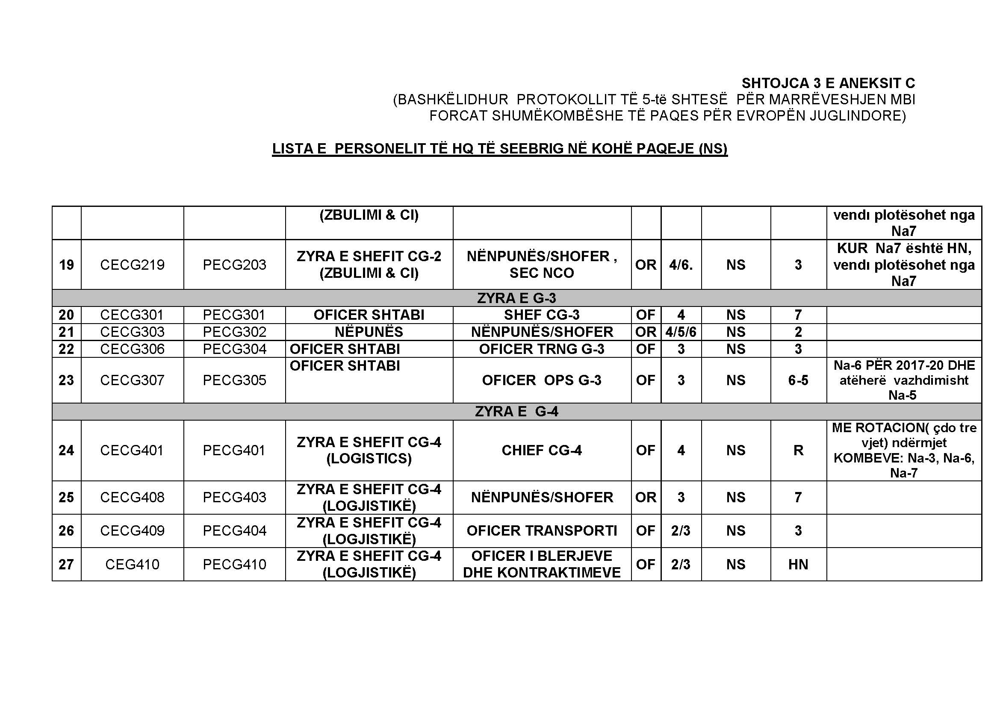 SHTOJCA 3 E ANEKSIT C
(BASHKËLIDHUR PROTOKOLLIT TË 5-të SHTESË PËR MARRËVESHJEN MBI
FORCAT SHUMËKOMBËSHE TË PAQES PËR EVROPËN JUGLINDORE)
LISTA E PERSONELIT TË HQ TË SEEBRIG NË KOHË PAQEJE (NS)
(ZBULIMI & CI) vendı plotësohet nga
Na7
19 CECG219 PECG203 ZYRA E SHEFIT CG-2
(ZBULIMI & CI) NËNPUNËS/SHOFER ,
SEC NCO OR 4/6. NS 3 KUR Na7 është HN,
vendı plotësohet nga
Na7
ZYRA E G-3
20 CECG301 PECG301 OFICER SHTABI SHEF CG-3 OF 4 NS 7
21 CECG303 PECG302 NËPUNËS NËNPUNËS/SHOFER OR 4/5/6 NS 2
22 CECG306 PECG304 OFICER SHTABI OFICER TRNG G-3 OF 3 NS 3
23 CECG307 PECG305 OFICER SHTABI OFICER OPS G-3 OF 3 NS 6-5 Na-6 PËR 2017-20 DHE
atëherë vazhdimisht
Na-5
ZYRA E G-4
24 CECG401 PECG401 ZYRA E SHEFIT CG-4
(LOGISTICS) CHIEF CG-4 OF 4 NS R ME ROTACION( çdo tre
vjet) ndërmjet
KOMBEVE: Na-3, Na-6,
Na-7
25 CECG408 PECG403 ZYRA E SHEFIT CG-4
(LOGJISTIKË) NËNPUNËS/SHOFER OR 3 NS 7
26 CECG409 PECG404 ZYRA E SHEFIT CG-4
(LOGJISTIKË) OFICER TRANSPORTI OF 2/3 NS 3
27 CEG410 PECG410 ZYRA E SHEFIT CG-4
(LOGJISTIKË) OFICER I BLERJEVE
DHE KONTRAKTIMEVE OF 2/3 NS HN